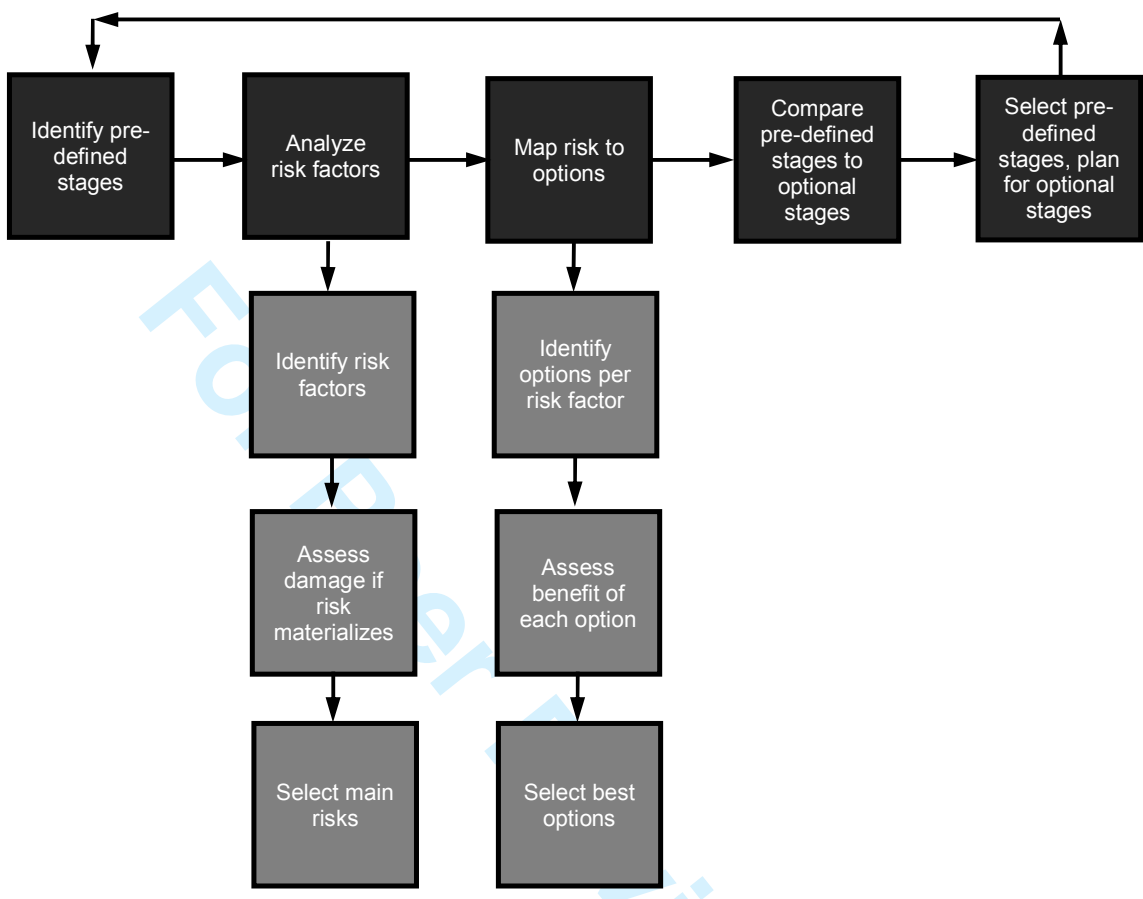 Identify pre-
defined
stages
Analyze
risk factors
Map risk to
options
Compare
pre-defined
stages to
optional
stages
Select pre-
defined
stages, plan
for optional
stages
Identify risk
factors
Identify
options per
risk factor
Assess
damage if
risk
materializes
Assess
benefit of
each option
Select main
risks
Select best
options
For Peer